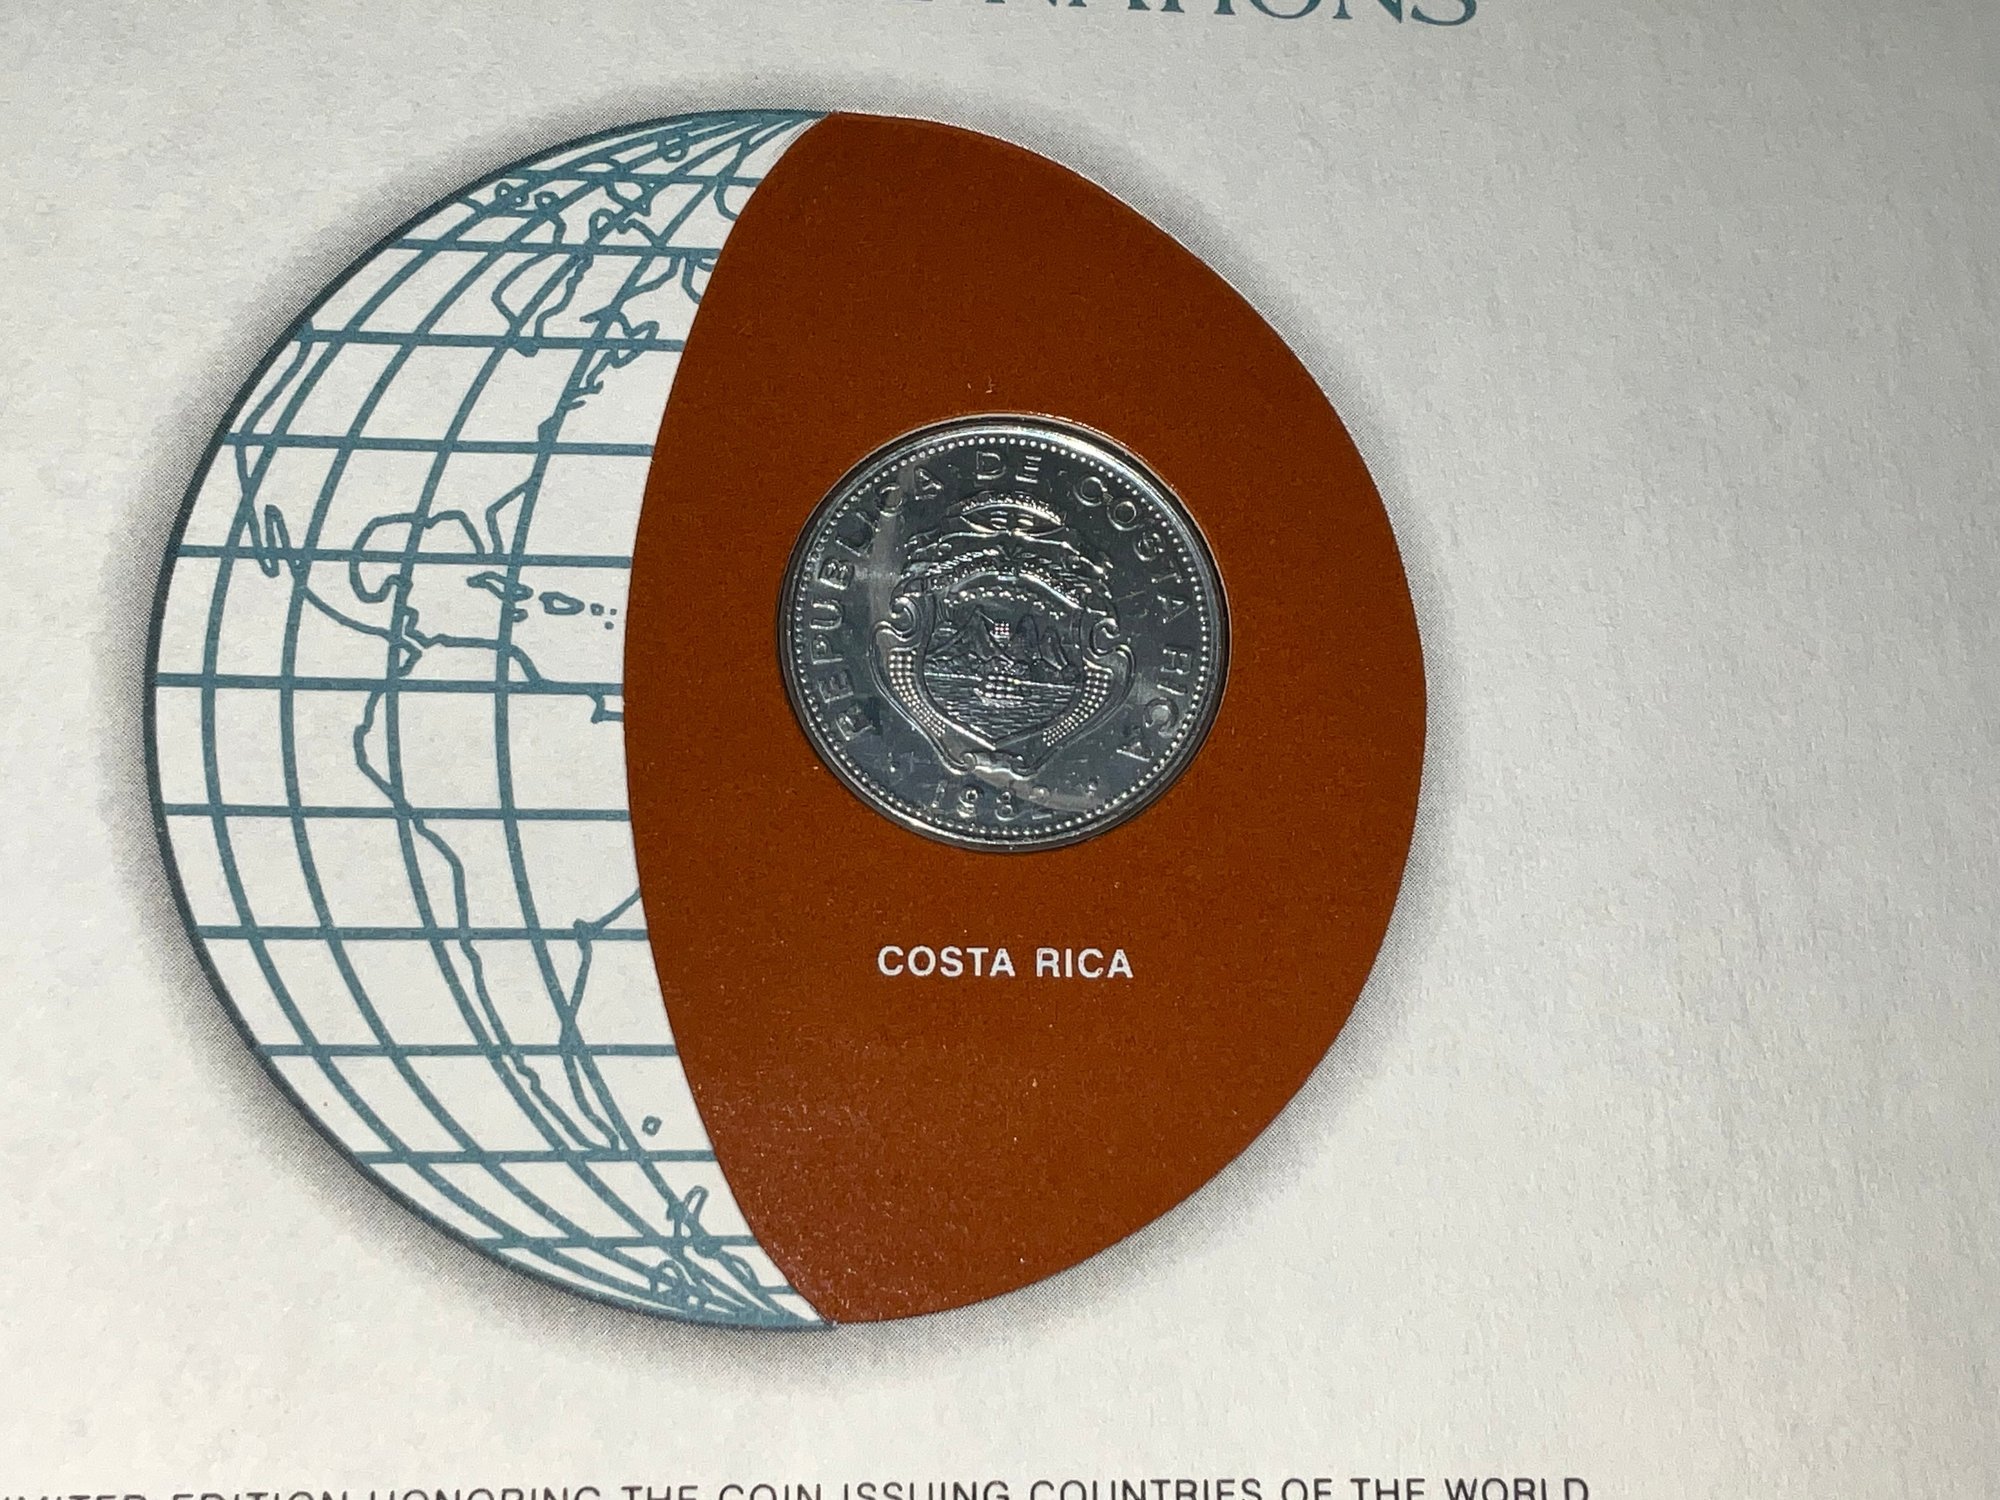 NATIONS
REPUBLICA DE COSTA RICA
1982
COSTA RICA
LIMITED EDITION HONORING THE COIN ISSUING COUNTRIES OF THE WORLD